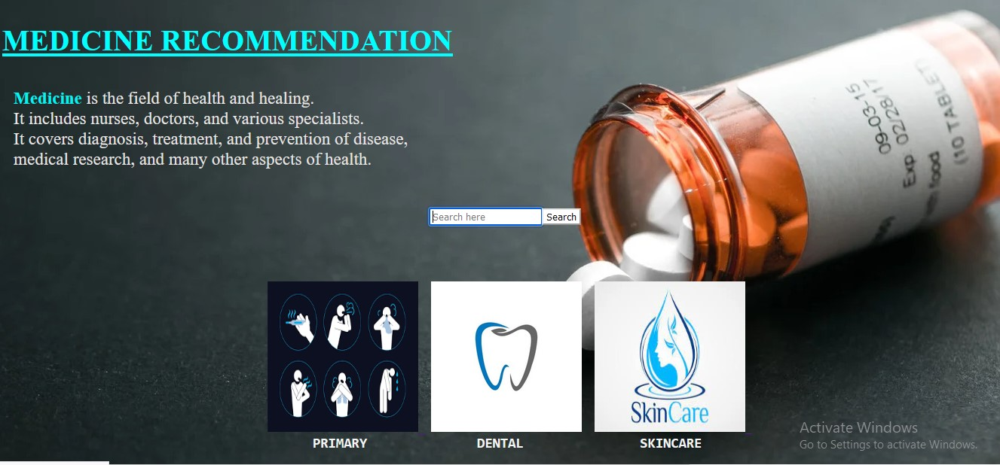 MEDICINE RECOMMENDATION
Medicine is the field of health and healing.
It includes nurses, doctors, and various specialists.
It covers diagnosis, treatment, and prevention of disease,
medical research, and many other aspects of health.
09-03-15
Exp: 02/28/17
food
(10 TABLET)
Search here
Search
SkinCare
PRIMARY
DENTAL
SKINCARE
Activate Windows
Go to Settings to activate Windows.